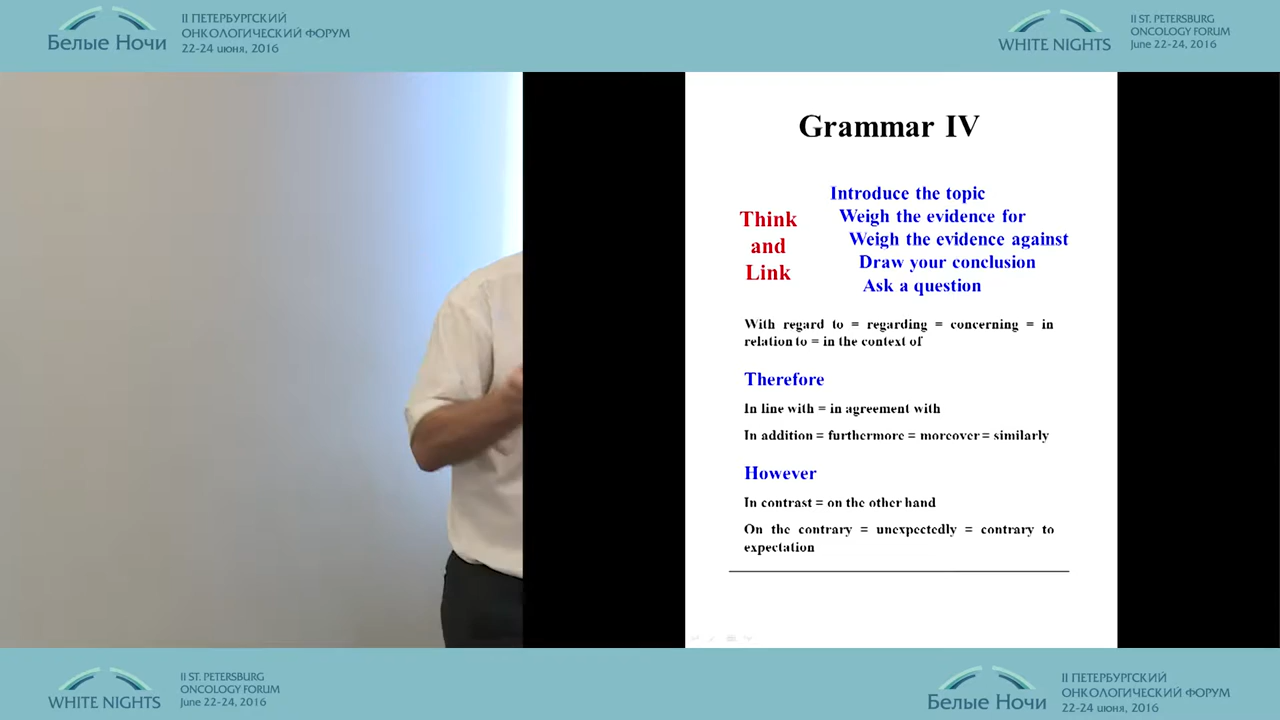 Белые Ночи
II ПЕТЕРБУРГСКИЙ
ОНКОЛОГИЧЕСКИЙ ФОРУМ
22-24 июня, 2016
WHITE NIGHTS
II ST. PETERSBURG
ONCOLOGY FORUM
June 22-24, 2016
Grammar IV
Think
and
Link
Introduce the topic
Weigh the evidence for
Weigh the evidence against
Draw your conclusion
Ask a question
With regard to = regarding = concerning = in
relation to = in the context of
Therefore
In line with = in agreement with
In addition = furthermore = moreover = similarly
However
In contrast = on the other hand
On the contrary = unexpectedly = contrary to
expectation
WHITE NIGHTS
II ST. PETERSBURG
ONCOLOGY FORUM
June 22-24, 2016
Белые Ночи
II ПЕТЕРБУРГСКИЙ
ОНКОЛОГИЧЕСКИЙ ФОРУМ
22-24 июня, 2016